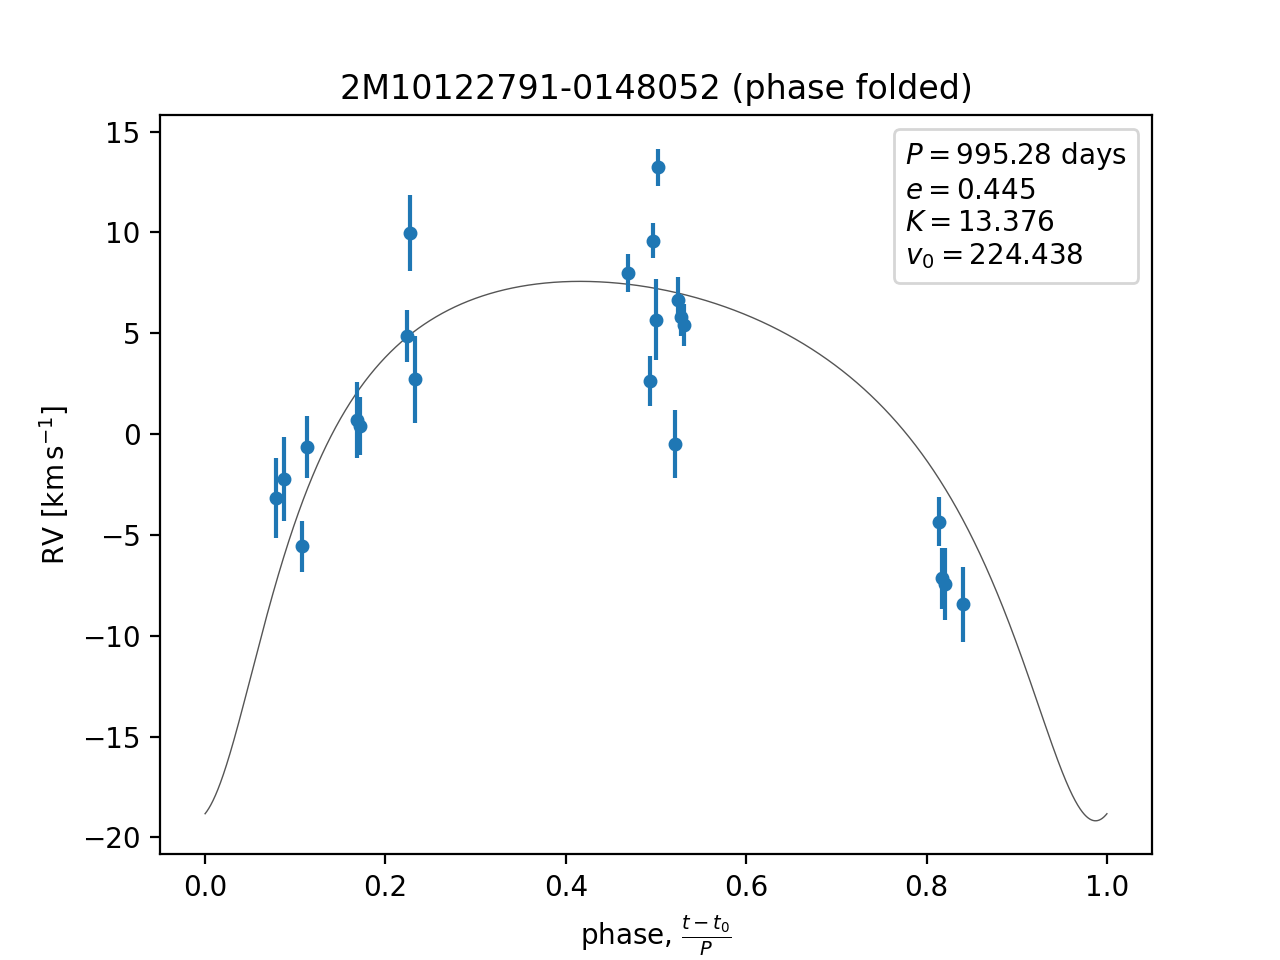 2M10122791-0148052 (phase folded)
P = 995.28 days
e = 0.445
K = 13.376
v₀ = 224.438
RV [km s⁻¹]
15
10
5
0
−5
−10
−15
−20
0.0 0.2 0.4 0.6 0.8 1.0
phase, (t − t₀)/P